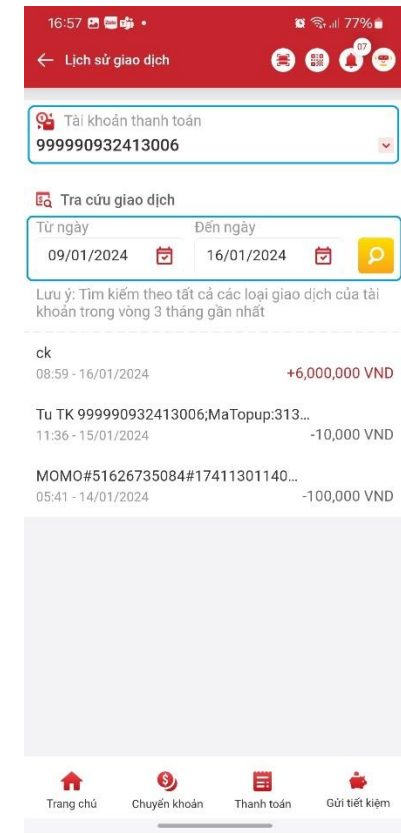 16:57
77%
Lịch sử giao dịch
07
Tài khoản thanh toán
999990932413006
Tra cứu giao dịch
Từ ngày Đến ngày
09/01/2024 16/01/2024
Lưu ý: Tìm kiếm theo tất cả các loại giao dịch của tài
khoản trong vòng 3 tháng gần nhất
ck
08:59 - 16/01/2024 +6,000,000 VND
Tu TK 999990932413006;MaTopup:313...
11:36 - 15/01/2024 -10,000 VND
MOMO#51626735084#17411301140...
05:41 - 14/01/2024 -100,000 VND
Trang chủ Chuyển khoản Thanh toán Gửi tiết kiệm